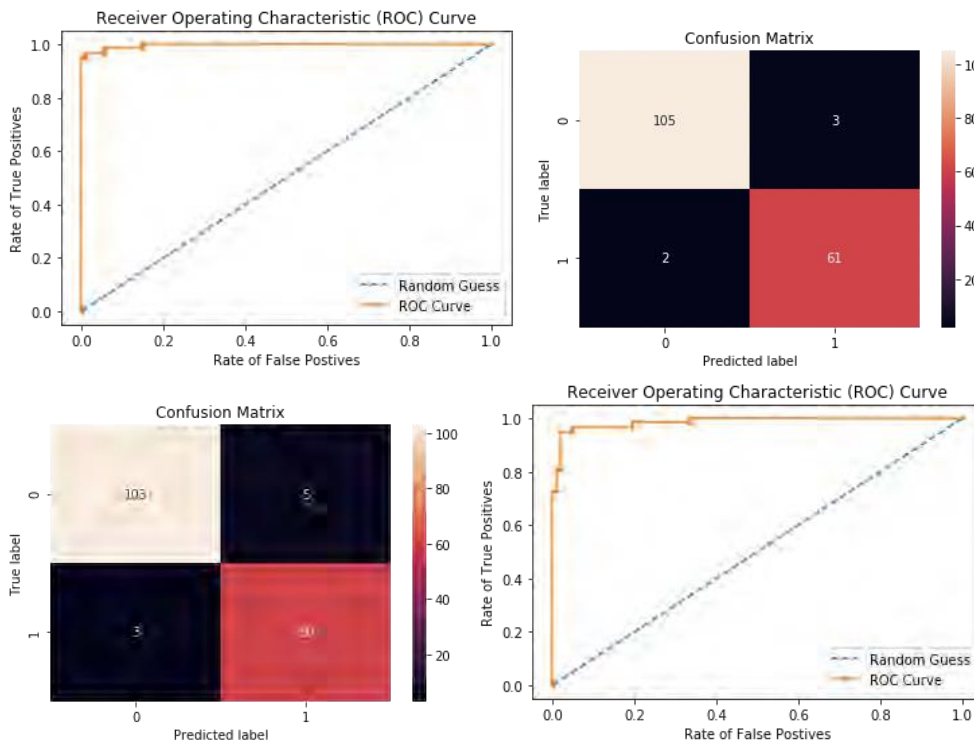 Receiver Operating Characteristic (ROC) Curve
1.0
0.8
0.6
0.4
0.2
0.0
Rate of True Positives
Random Guess
ROC Curve
0.0 0.2 0.4 0.6 0.8 1.0
Rate of False Postives
Confusion Matrix
0
1
True label
105 3
2 61
0 1
Predicted label
80
60
40
20
Confusion Matrix
0
1
True label
103 5
3
0 1
Predicted label
100
80
60
40
20
Receiver Operating Characteristic (ROC) Curve
1.0
0.8
0.6
0.4
0.2
0.0
Rate of True Positives
Random Guess
ROC Curve
0.0 0.2 0.4 0.6 0.8 1.0
Rate of False Postives